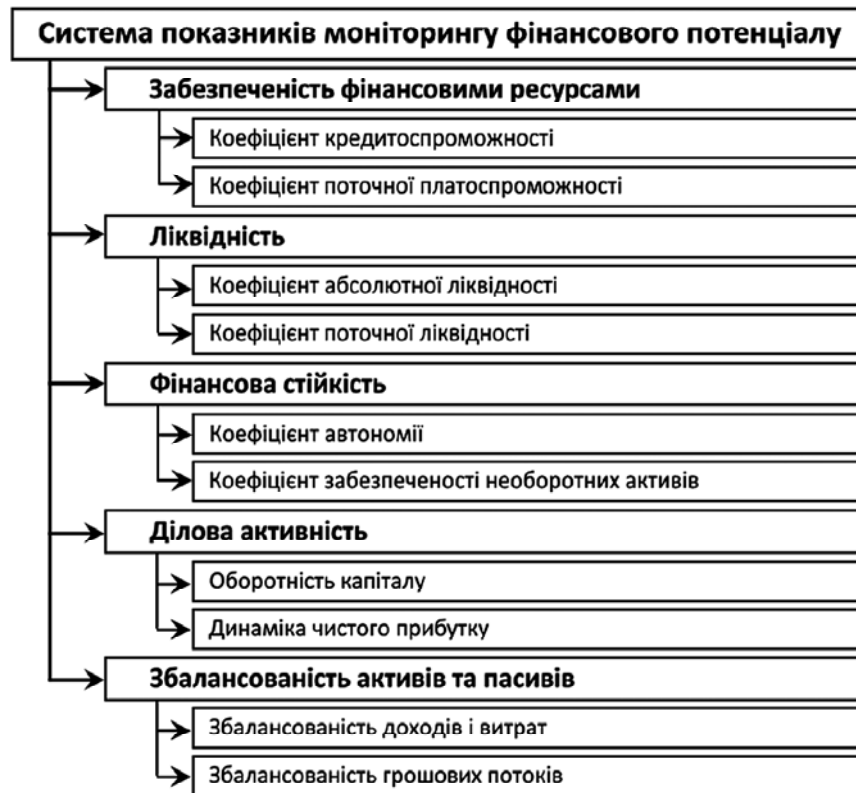 Система показників моніторингу фінансового потенціалу
Забезпеченість фінансовими ресурсами
Коефіцієнт кредитоспроможності
Коефіцієнт поточної платоспроможності
Ліквідність
Коефіцієнт абсолютної ліквідності
Коефіцієнт поточної ліквідності
Фінансова стійкість
Коефіцієнт автономії
Коефіцієнт забезпеченості необоротних активів
Ділова активність
Оборотність капіталу
Динаміка чистого прибутку
Збалансованість активів та пасивів
Збалансованість доходів і витрат
Збалансованість грошових потоків